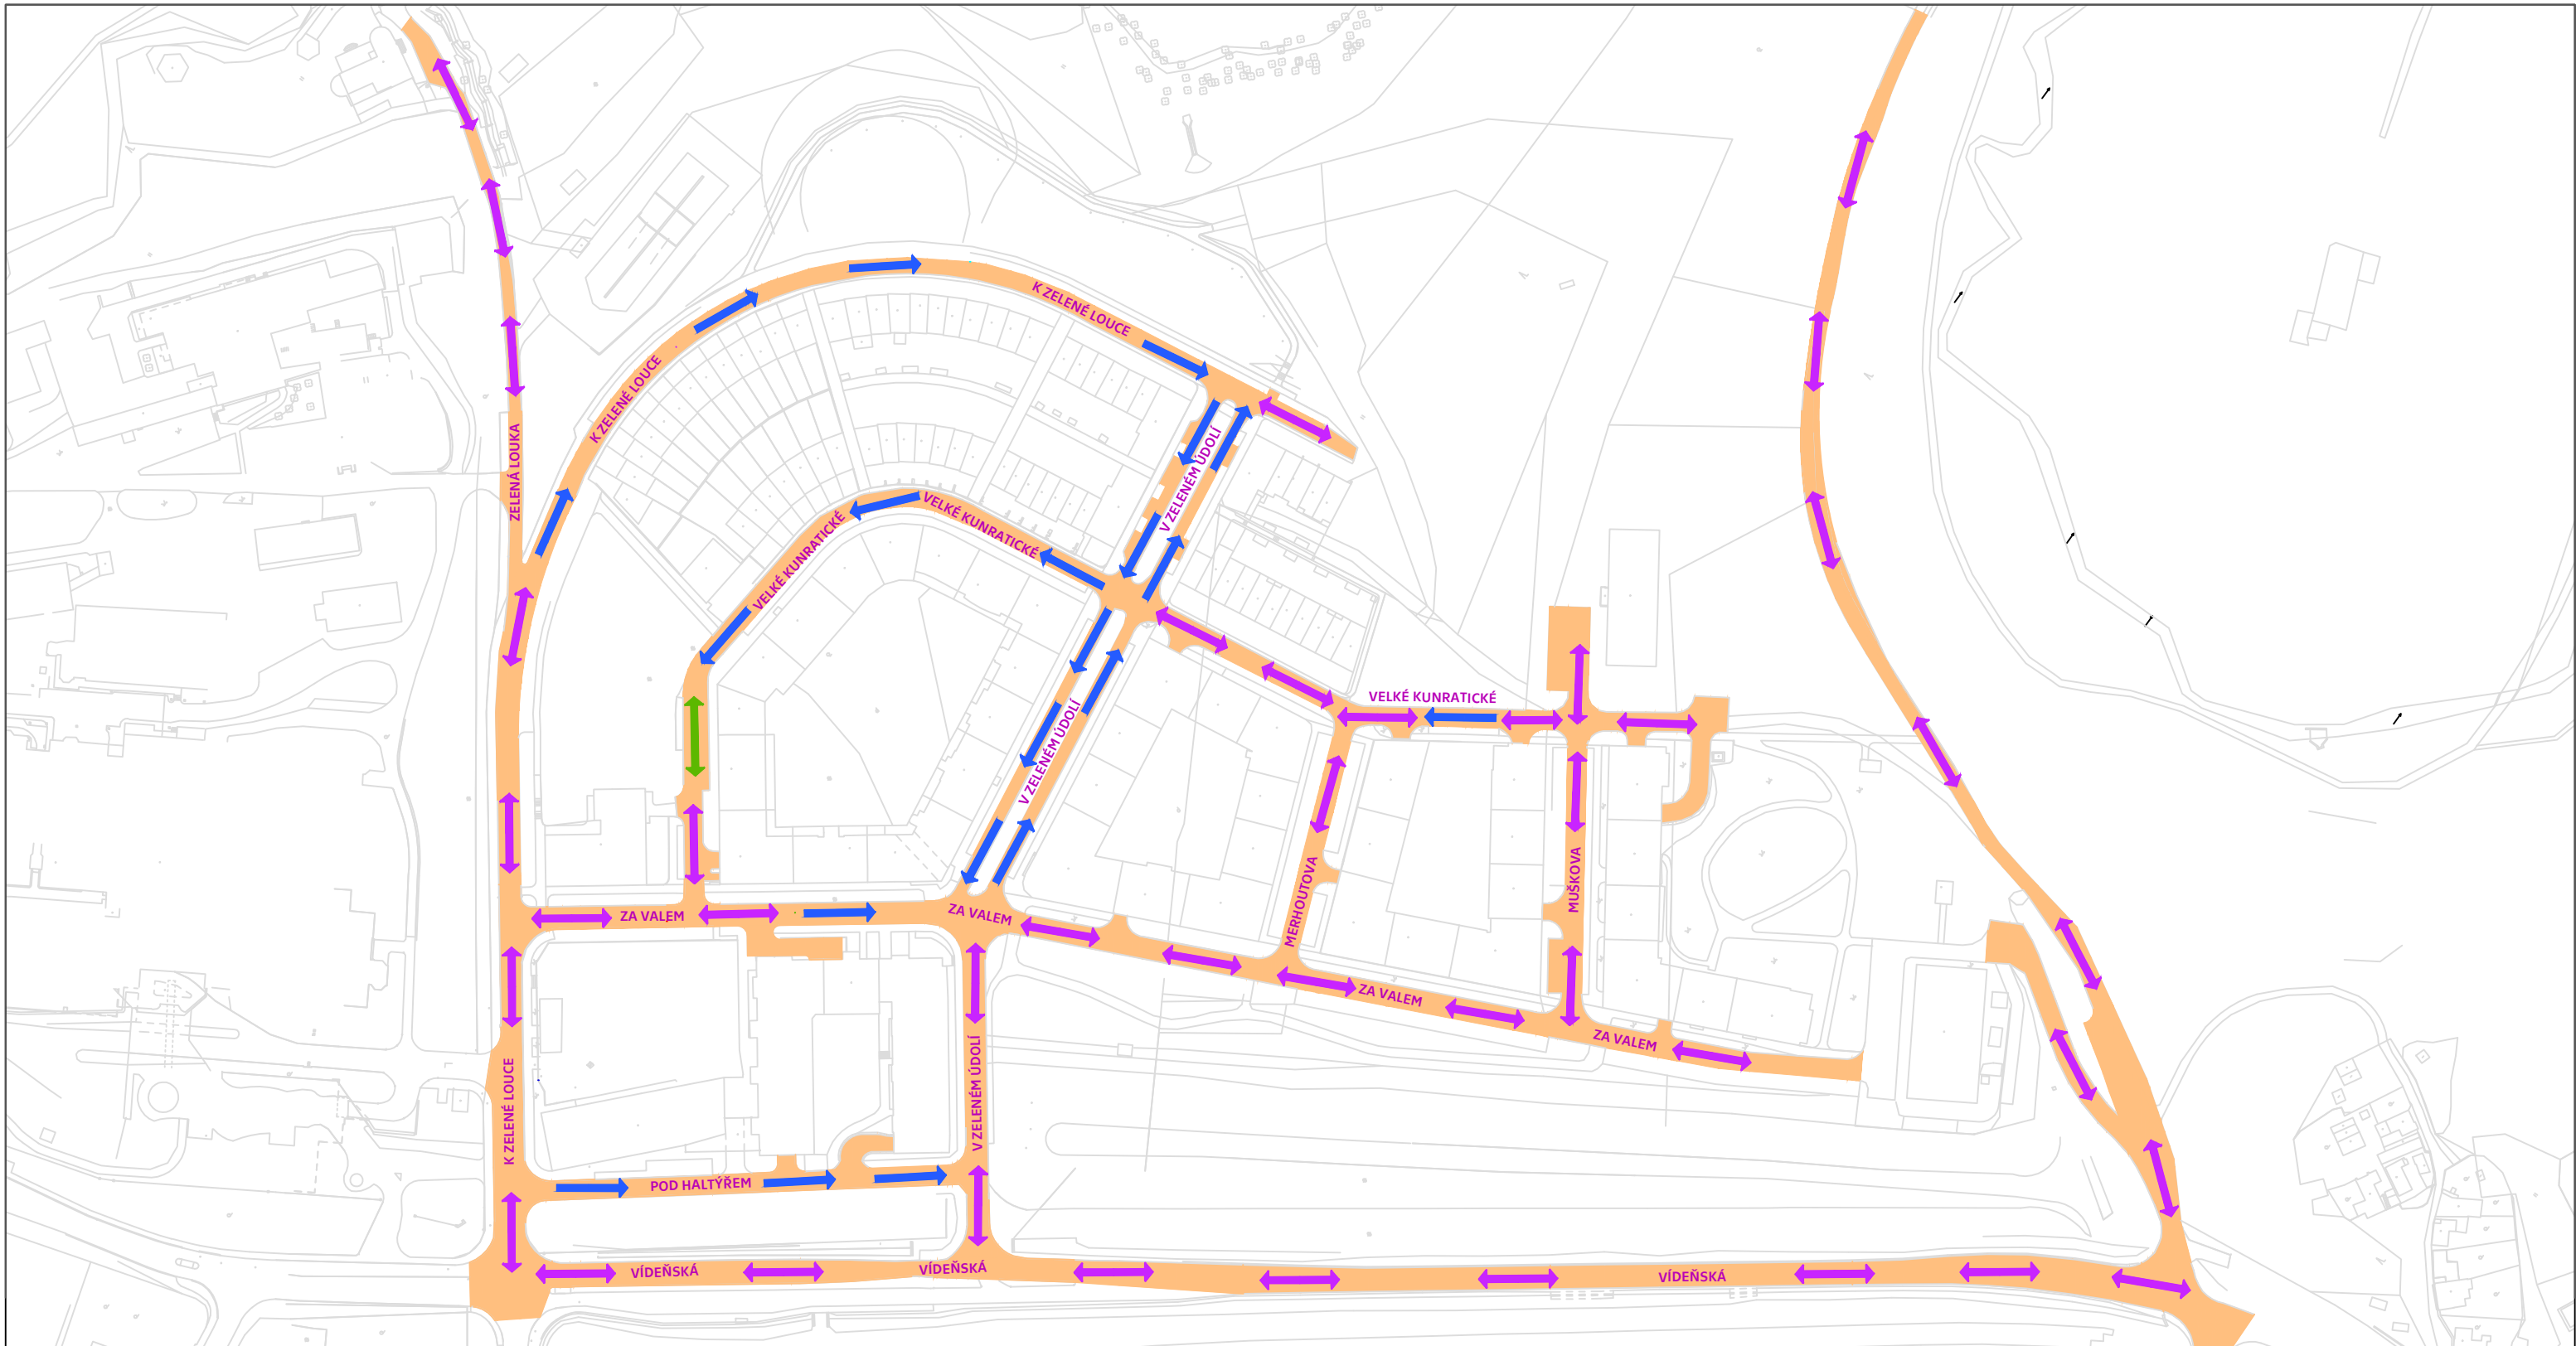 K ZELENÉ LOUCE
K ZELENÉ LOUCE
ZELENÁ LOUKA
V ZELENÉM ÚDOLÍ
VELKÉ KUNRATICKÉ
VELKÉ KUNRATICKÉ
VELKÉ KUNRATICKÉ
V ZELENÉM ÚDOLÍ
MUŠKOVA
MERHOUTOVA
ZA VALEM
ZA VALEM
ZA VALEM
ZA VALEM
K ZELENÉ LOUCE
V ZELENÉM ÚDOLÍ
POD HALTÝŘEM
VÍDEŇSKÁ
VÍDEŇSKÁ
VÍDEŇSKÁ